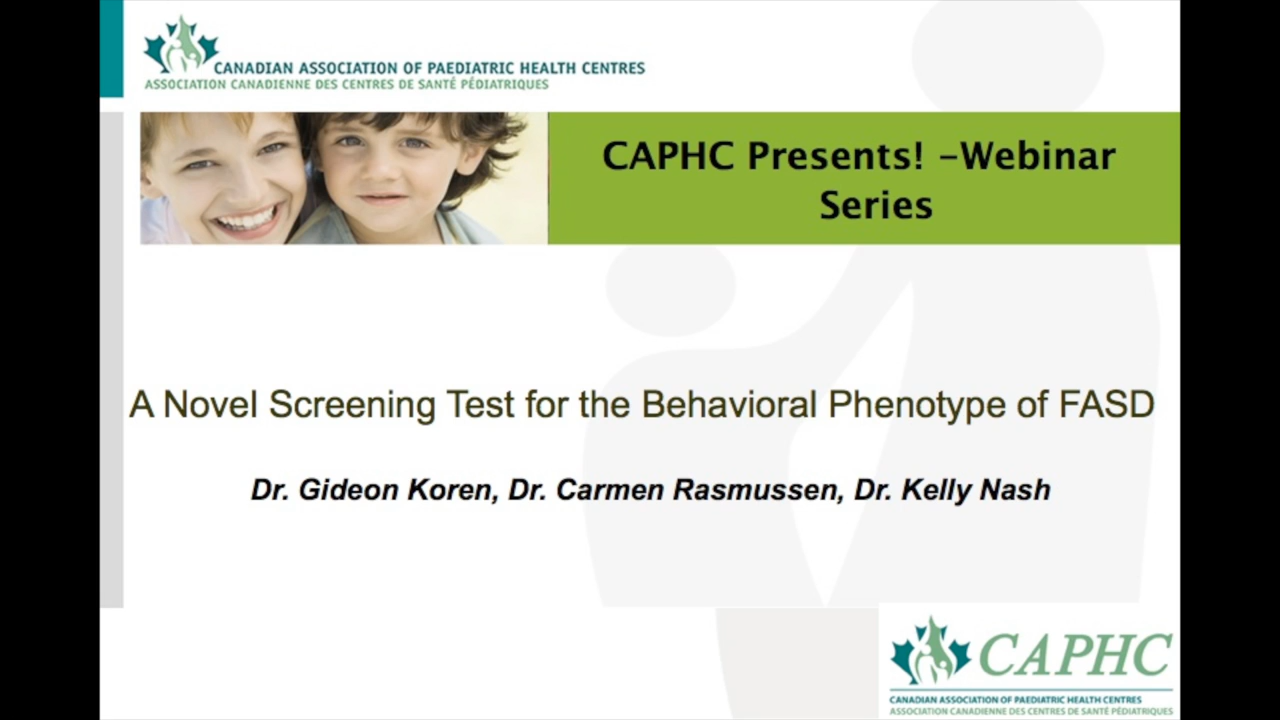 CANADIAN ASSOCIATION OF PAEDIATRIC HEALTH CENTRES
ASSOCIATION CANADIENNE DES CENTRES DE SANTÉ PÉDIATRIQUES
CAPHC Presents! –Webinar
Series
A Novel Screening Test for the Behavioral Phenotype of FASD
Dr. Gideon Koren, Dr. Carmen Rasmussen, Dr. Kelly Nash
CAPHC
CANADIAN ASSOCIATION OF PAEDIATRIC HEALTH CENTRES
ASSOCIATION CANADIENNE DES CENTRES DE SANTÉ PÉDIATRIQUES